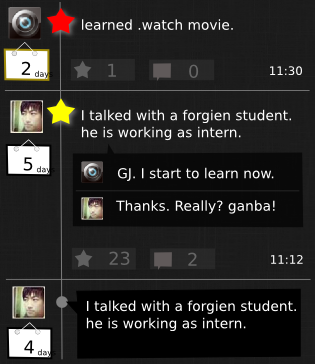 learned .watch movie.
2 day
1
0
11:30
I talked with a forgien student.
he is working as intern.
5 day
GJ. I start to learn now.
Thanks. Really? ganba!
23
2
11:12
I talked with a forgien student.
he is working as intern.
4 day